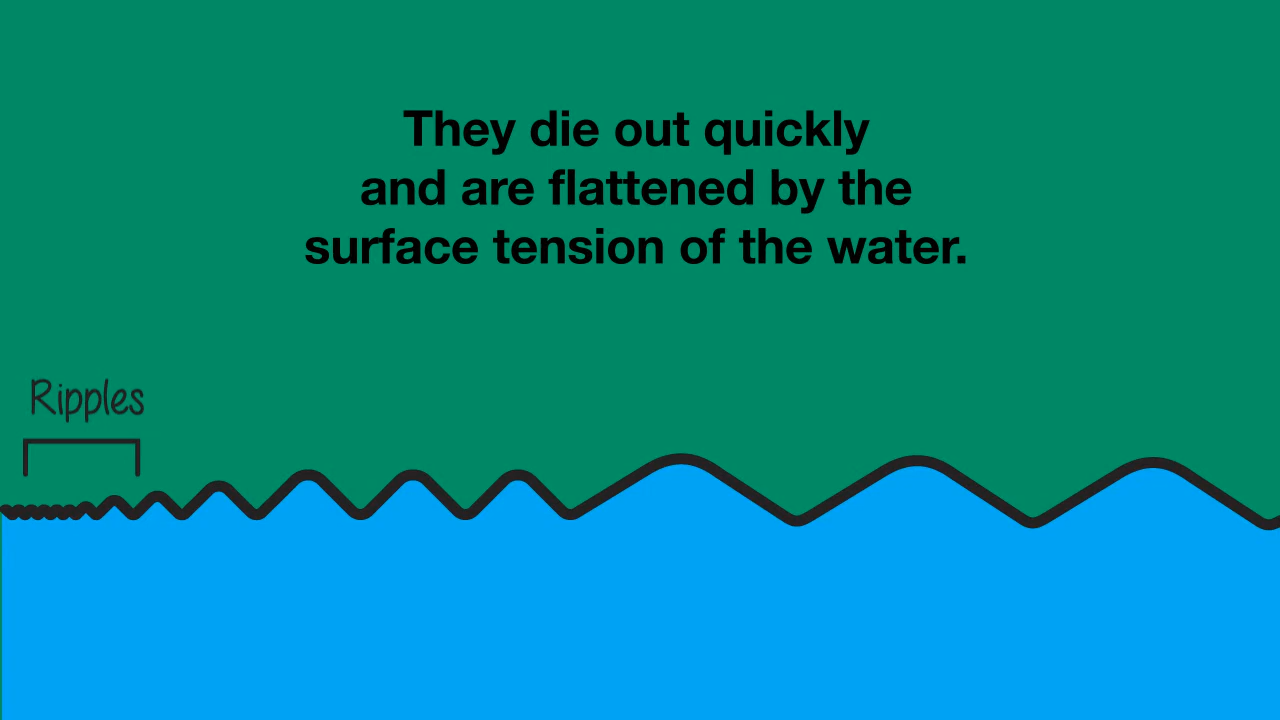 They die out quickly
and are flattened by the
surface tension of the water.
Ripples